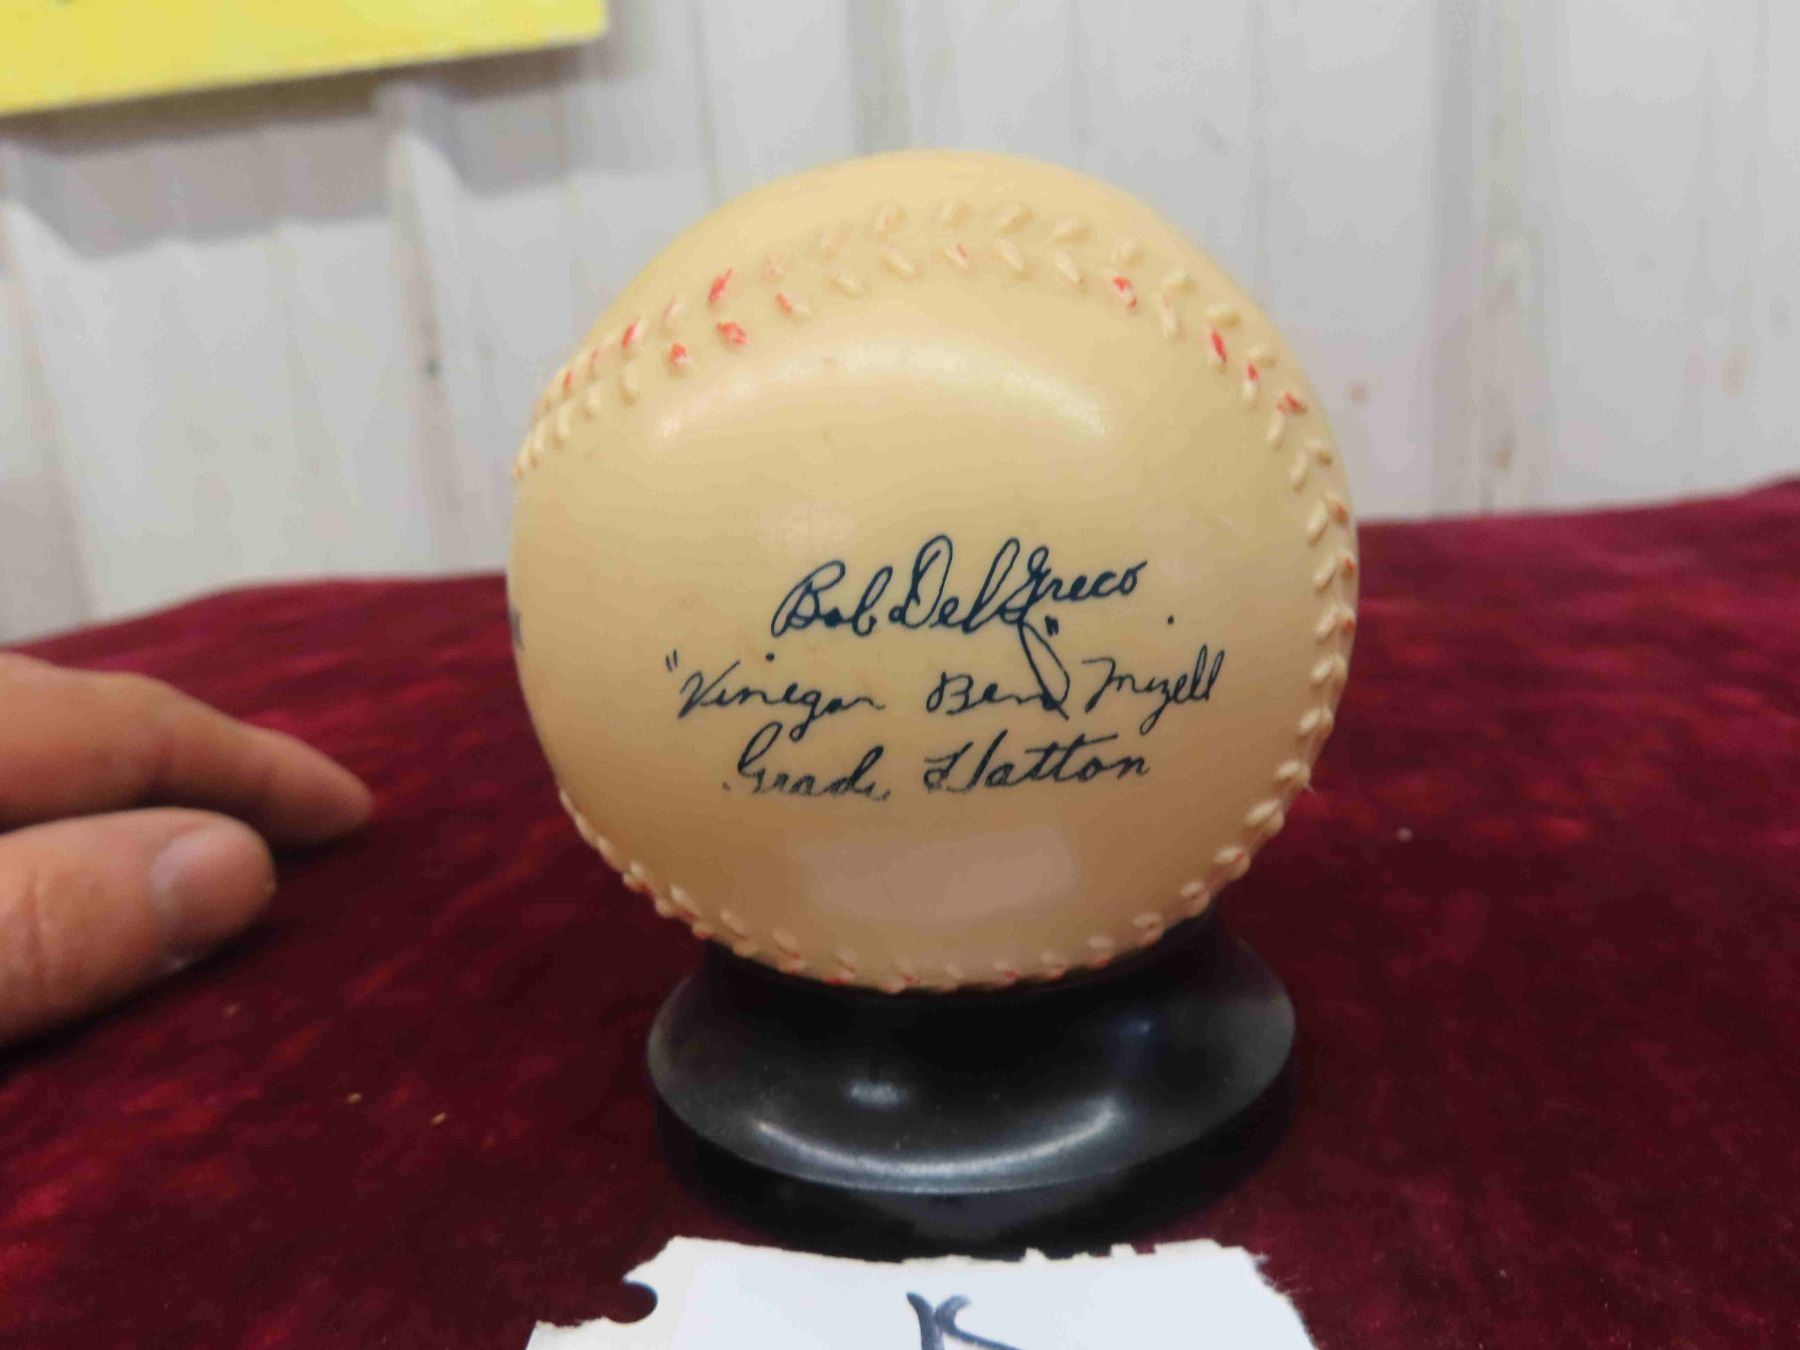 Bob Del Greco
"Vinegar Bend" Mizell
Grady Hatton
K